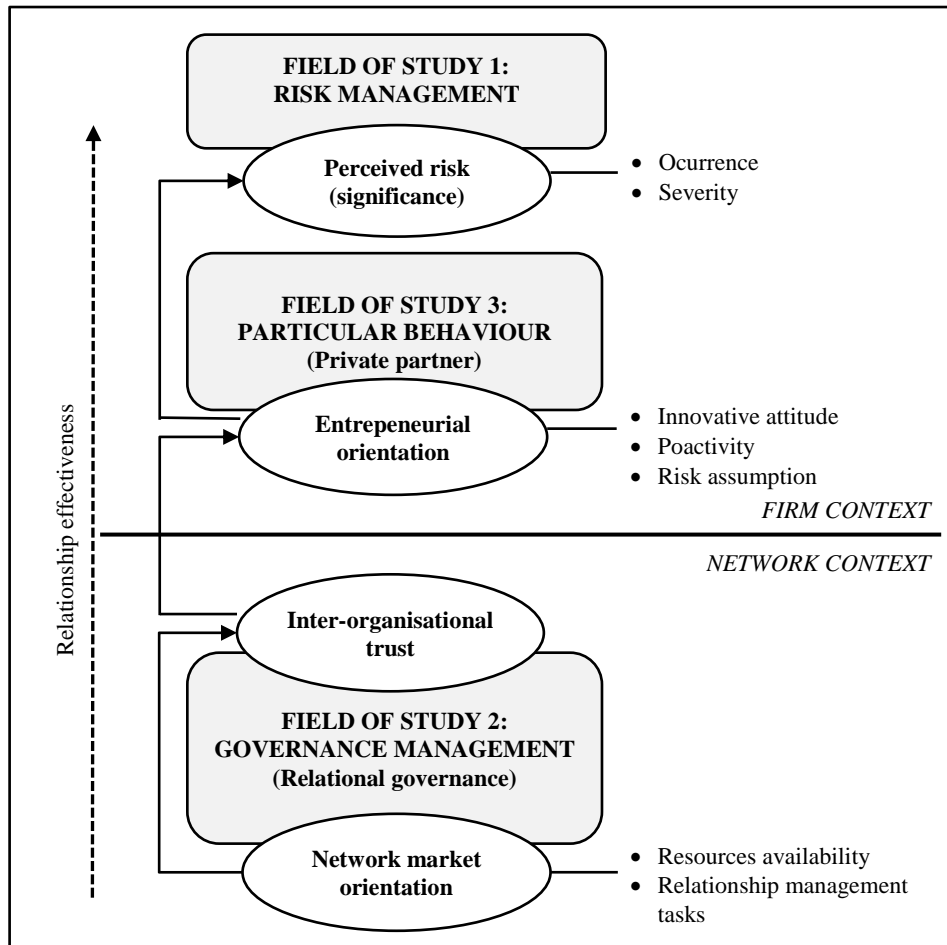 FIELD OF STUDY 1:
RISK MANAGEMENT
Perceived risk
(significance)
• Ocurrence
• Severity
FIELD OF STUDY 3:
PARTICULAR BEHAVIOUR
(Private partner)
Entrepeneurial
orientation
• Innovative attitude
• Poactivity
• Risk assumption
FIRM CONTEXT
NETWORK CONTEXT
Relationship effectiveness
Inter-organisational
trust
FIELD OF STUDY 2:
GOVERNANCE MANAGEMENT
(Relational governance)
Network market
orientation
• Resources availability
• Relationship management
tasks